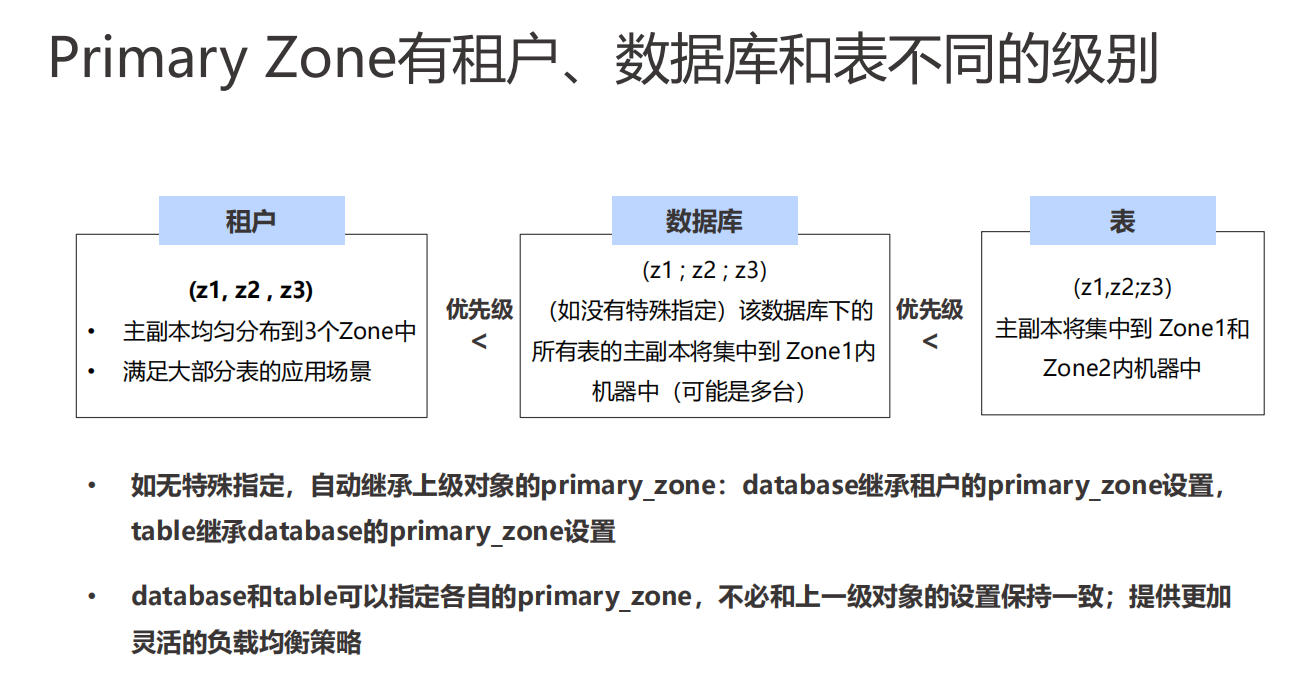 Primary Zone有租户、数据库和表不同的级别
租户
(z1, z2 , z3)
• 主副本均匀分布到3个Zone中
• 满足大部分表的应用场景
优先级
<
数据库
(z1 ; z2 ; z3)
（如没有特殊指定）该数据库下的
所有表的主副本将集中到 Zone1内
机器中（可能是多台）
优先级
<
表
(z1,z2;z3)
主副本将集中到 Zone1和
Zone2内机器中
• 如无特殊指定，自动继承上级对象的primary_zone：database继承租户的primary_zone设置，
table继承database的primary_zone设置
• database和table可以指定各自的primary_zone，不必和上一级对象的设置保持一致；提供更加
灵活的负载均衡策略